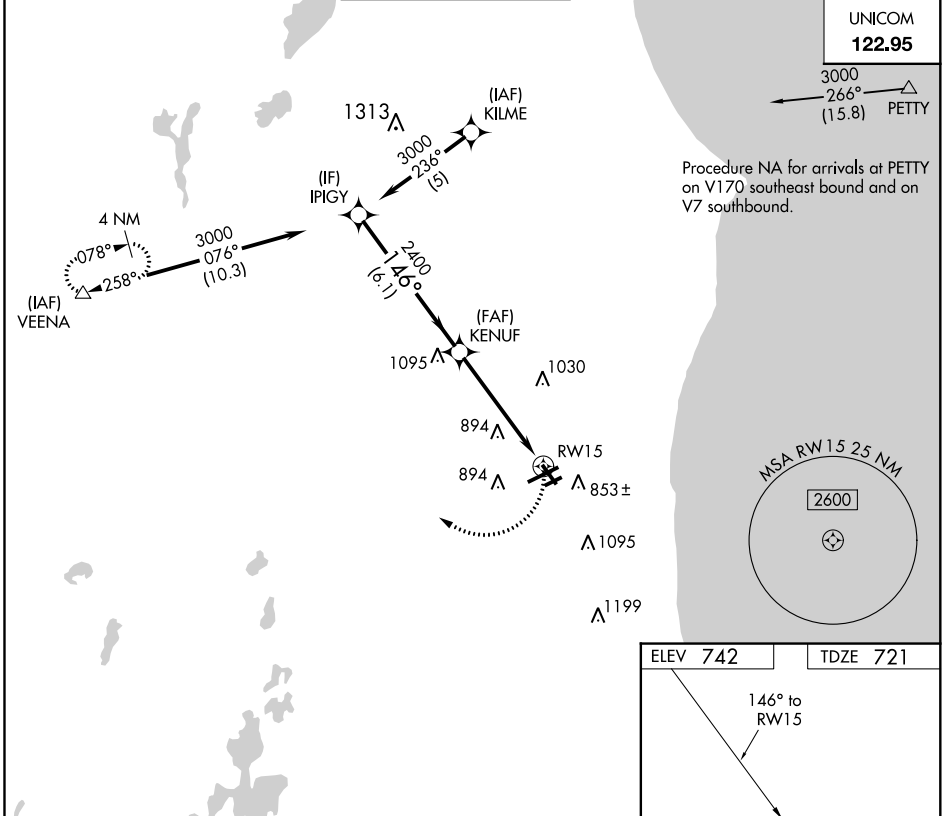 UNICOM
122.95
3000
266°
(15.8)
PETTY
Procedure NA for arrivals at PETTY
on V170 southeast bound and on
V7 southbound.
1313
(IAF)
KILME
3000
236°
(5)
(IF)
IPIGY
4 NM
078°
258°
3000
076°
(10.3)
(IAF)
VEENA
2400
146°
(6.1)
(FAF)
KENUF
1095
1030
894
RW15
894
853±
1095
1199
MSA RW15 25 NM
2600
ELEV 742
TDZE 721
146° to
RW15